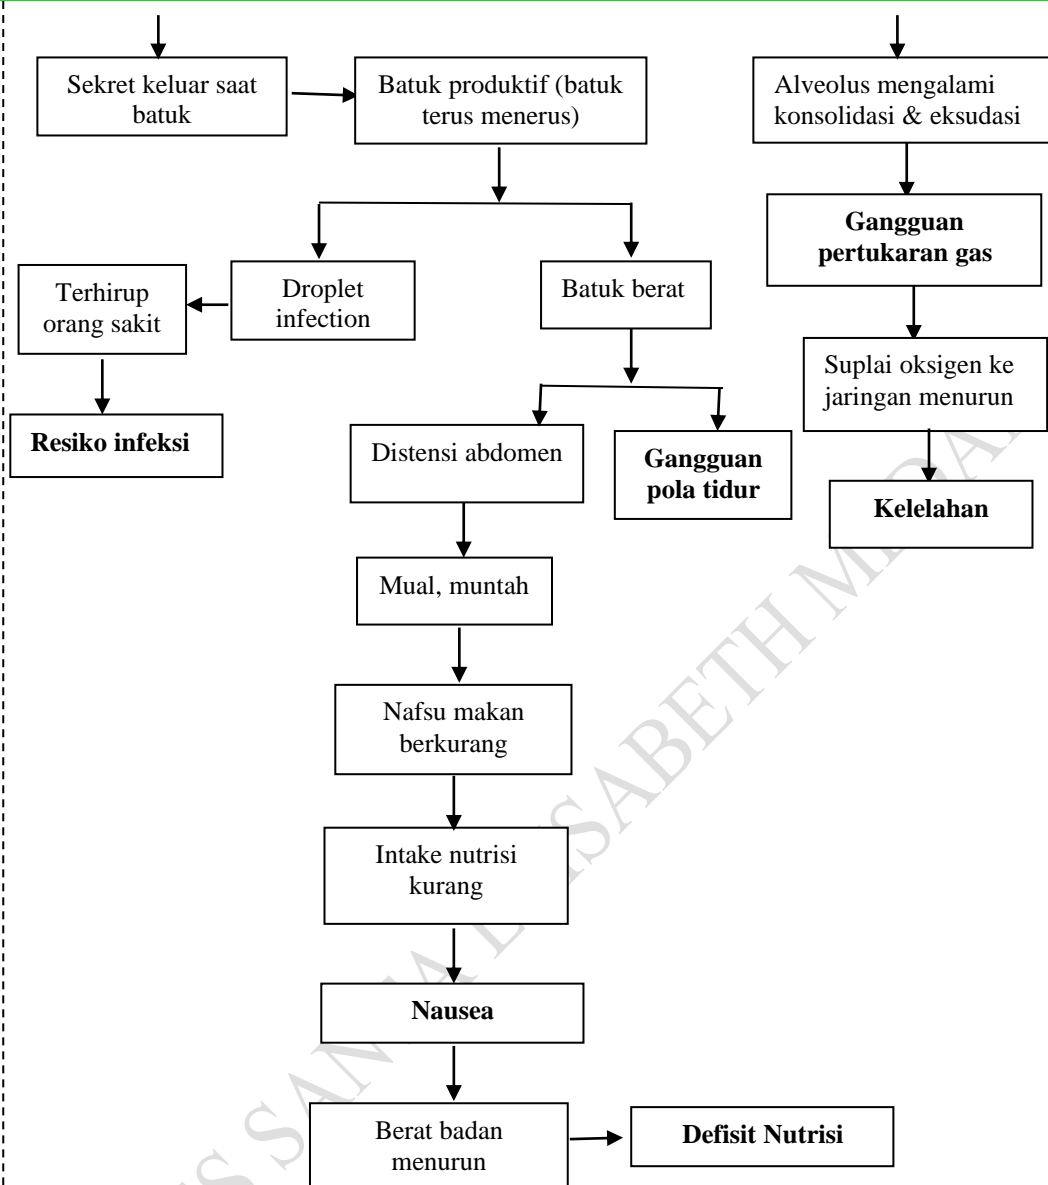 Sekret keluar saat
batuk
Batuk produktif (batuk
terus menerus)
Alveolus mengalami
konsolidasi & eksudasi
Gangguan
pertukaran gas
Terhirup
orang sakit
Droplet
infection
Batuk berat
Suplai oksigen ke
jaringan menurun
Resiko infeksi
Distensi abdomen
Gangguan
pola tidur
Kelelahan
Mual, muntah
Nafsu makan
berkurang
Intake nutrisi
kurang
Nausea
Berat badan
menurun
Defisit Nutrisi